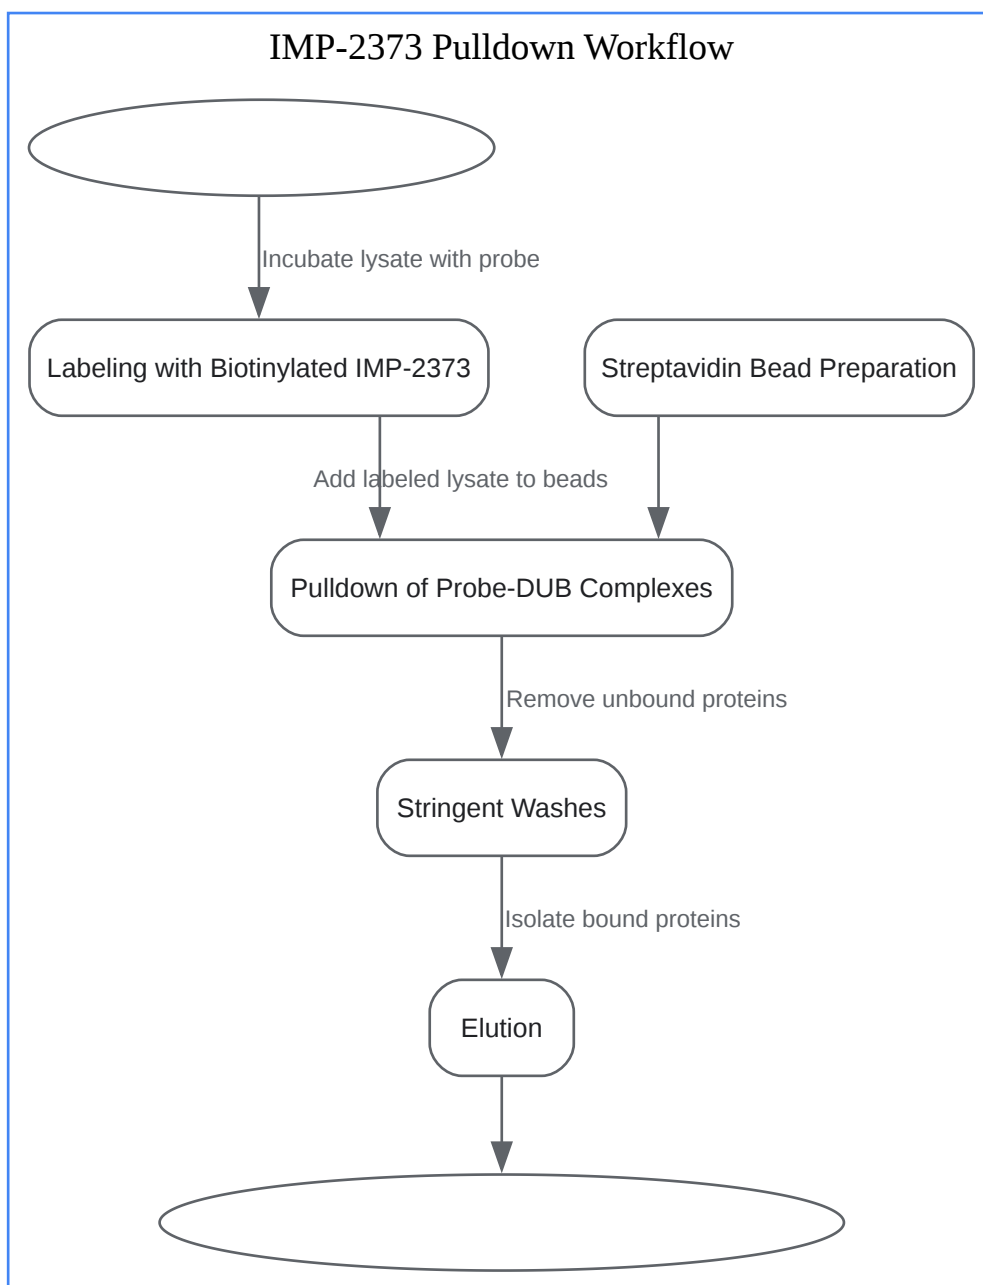 IMP-2373 Pulldown Workflow
Incubate lysate with probe
Labeling with Biotinylated IMP-2373
Streptavidin Bead Preparation
Add labeled lysate to beads
Pulldown of Probe-DUB Complexes
Remove unbound proteins
Stringent Washes
Isolate bound proteins
Elution